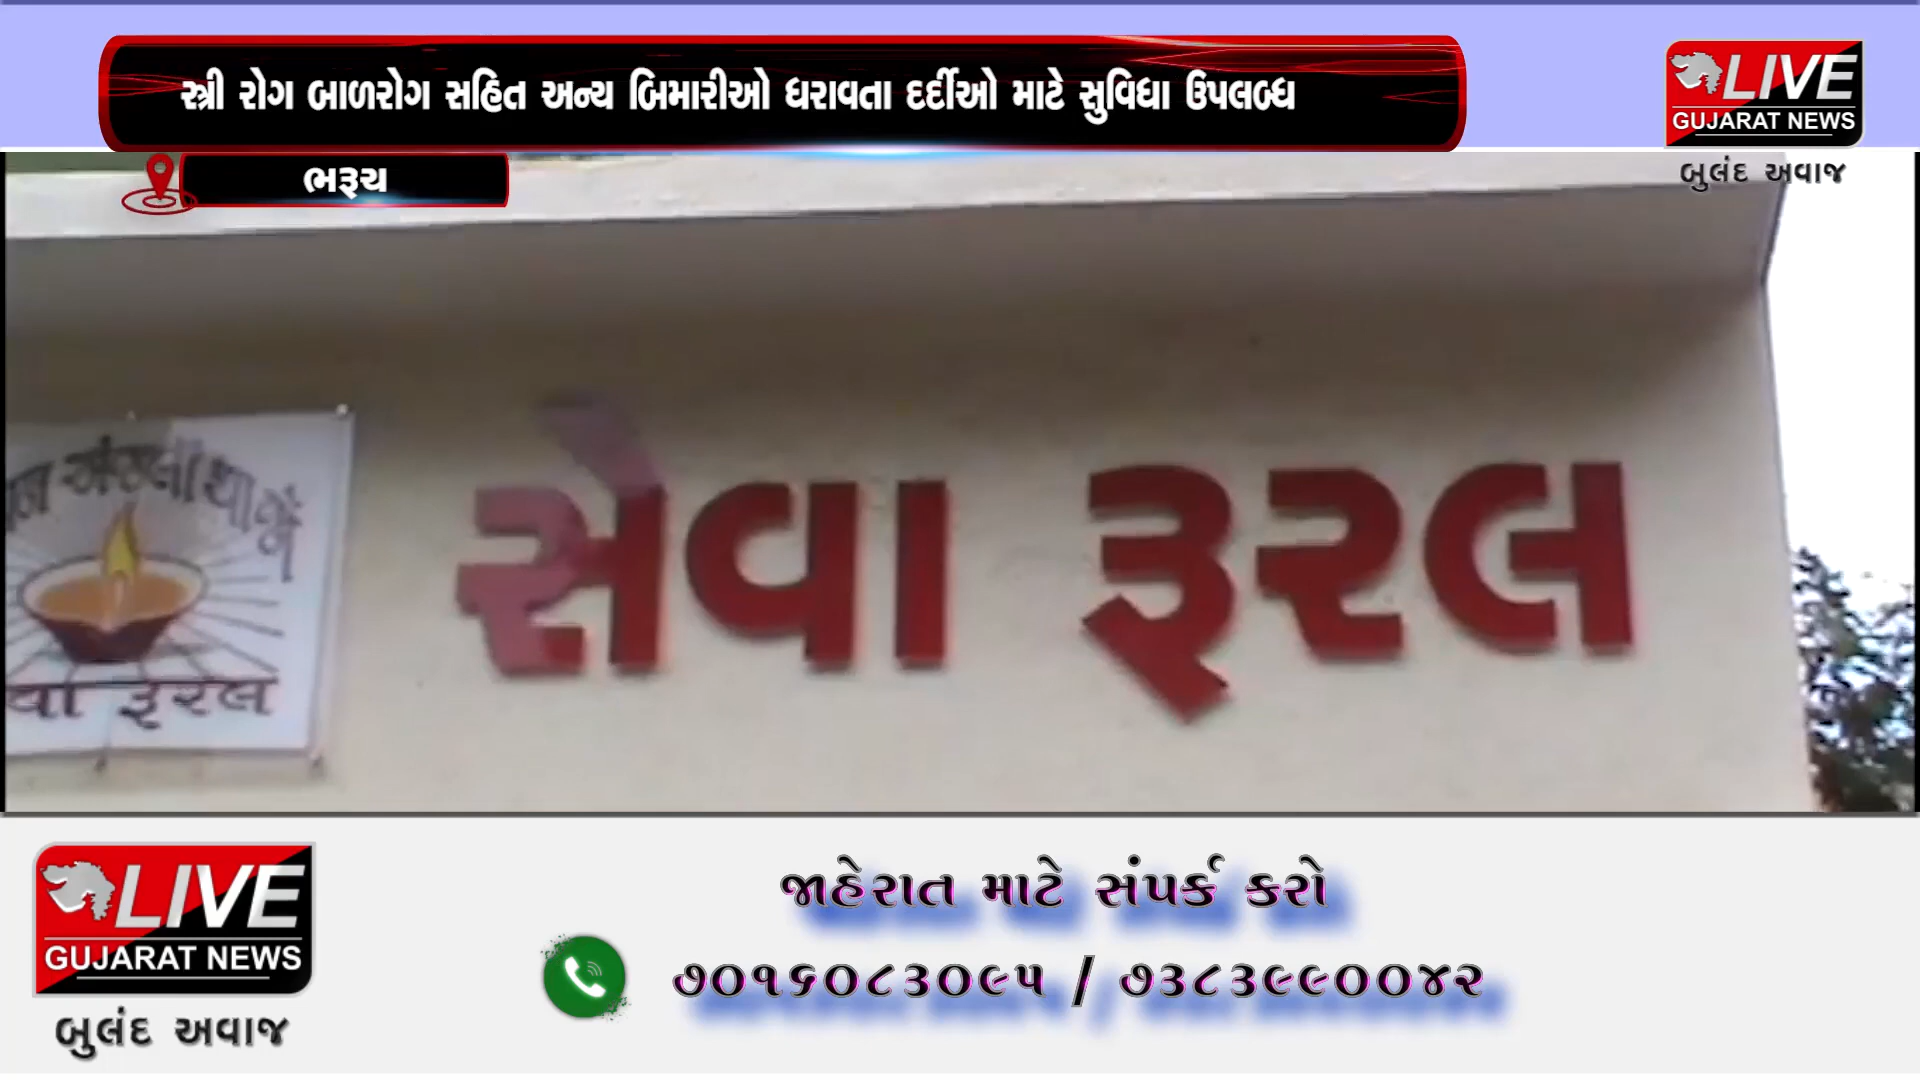 સ્ત્રી રોગ બાળરોગ સહિત અન્ય બિમારીઓ ધરાવતા દર્દીઓ માટે સુવિધા ઉપલબ્ધ
LIVE
GUJARAT NEWS
બુલંદ અવાજ
ભરૂચ
સેવા રૂરલ
વા રૂરલ
LIVE
GUJARAT NEWS
બુલંદ અવાજ
જાહેરાત માટે સંપર્ક કરો
૭૦૧૬૦૮૩૦૯૫ / ૭૩૮૩૯૯૦૦૪૨